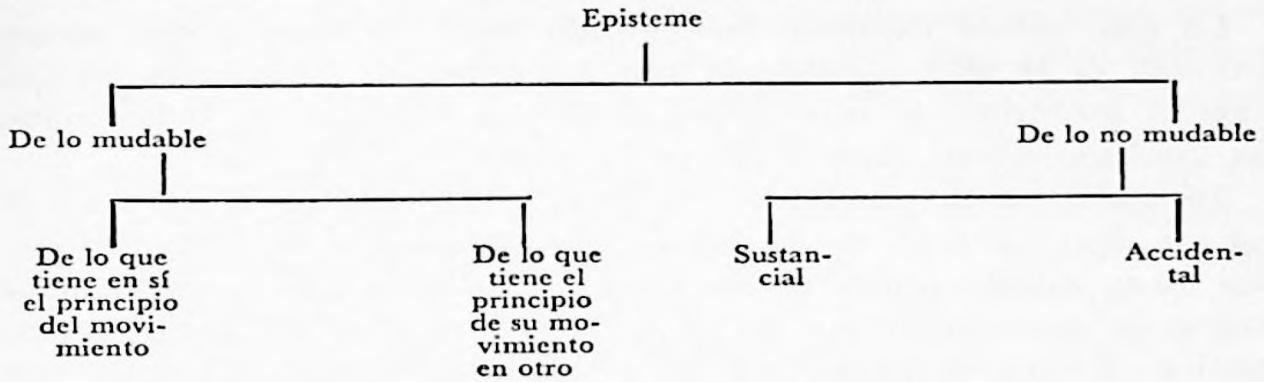 Episteme
De lo mudable
De lo no mudable
De lo que
tiene en sí
el principio
del movi-
miento
De lo que
tiene el
principio
de su mo-
vimiento
en otro
Sustan-
cial
Acciden-
tal